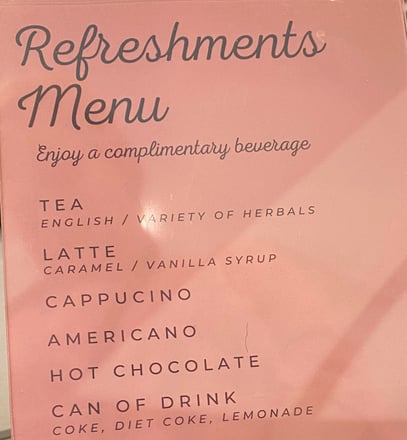 Refreshments
Menu
Enjoy a complimentary beverage
TEA
ENGLISH / VARIETY OF HERBALS
LATTE
CARAMEL / VANILLA SYRUP
CAPPUCINO
AMERICANO
HOT CHOCOLATE
CAN OF DRINK
COKE, DIET COKE, LEMONADE